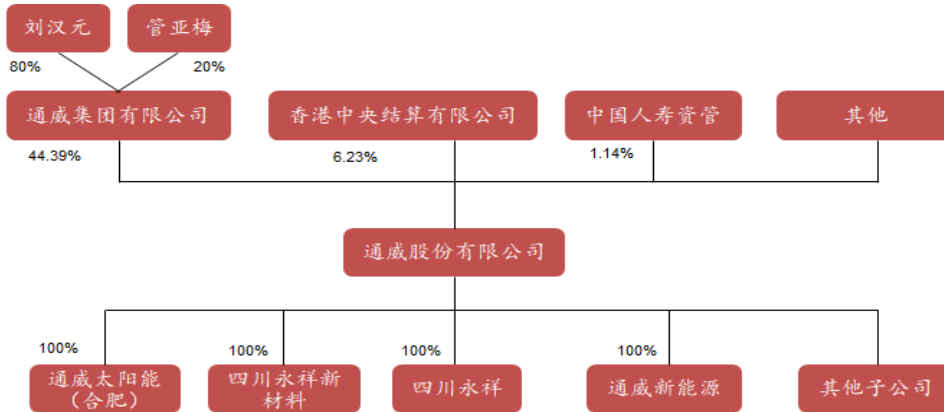 刘汉元
管亚梅
80%
20%
通威集团有限公司
香港中央结算有限公司
中国人寿资管
其他
44.39%
6.23%
1.14%
通威股份有限公司
100%
100%
100%
100%
通威太阳能
(合肥)
四川永祥新
材料
四川永祥
通威新能源
其他子公司